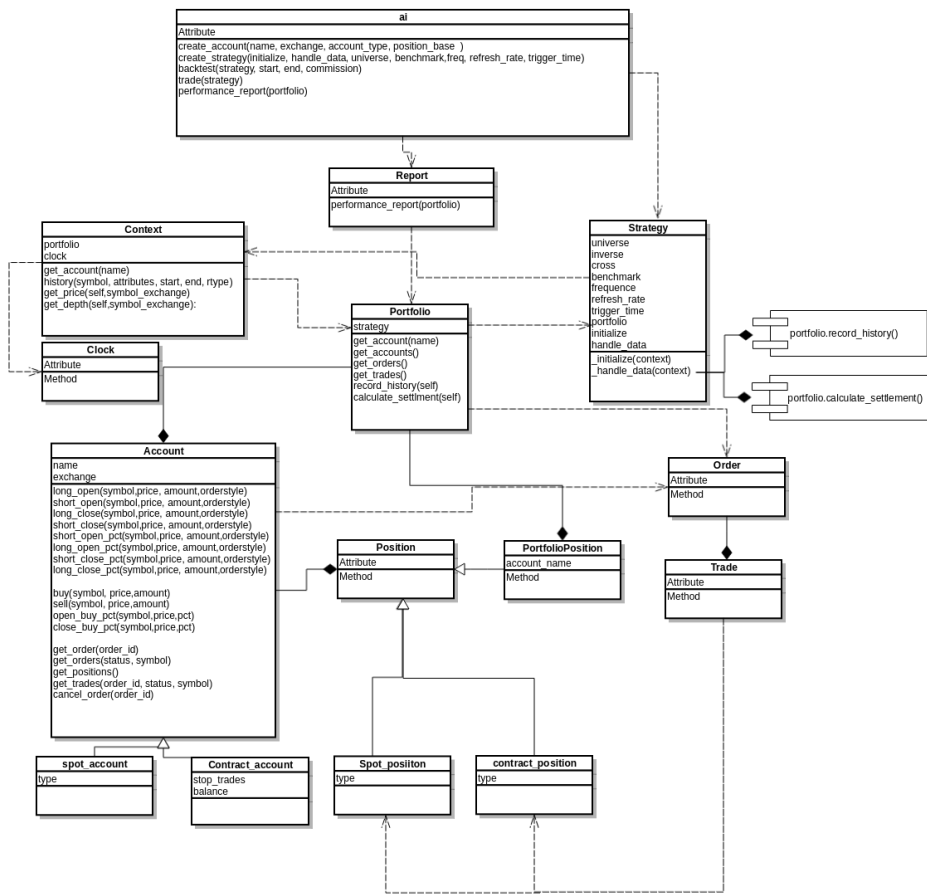 ai
Attribute
create_account(name, exchange, account_type, position_base )
create_strategy(initialize, handle_data, universe, benchmark,freq, refresh_rate, trigger_time)
backtest(strategy, start, end, commission)
trade(strategy)
performance_report(portfolio)
Report
Attribute
performance_report(portfolio)
Context
portfolio
clock
get_account(name)
history(symbol, attributes, start, end, rtype)
get_price(self,symbol_exchange)
get_depth(self,symbol_exchange):
Strategy
universe
inverse
cross
benchmark
frequence
refresh_rate
trigger_time
portfolio
initialize
handle_data
_initialize(context)
_handle_data(context)
portfolio.record_history()
portfolio.calculate_settlement()
Portfolio
strategy
get_account(name)
get_accounts()
get_orders()
get_trades()
record_history(self)
calculate_settlment(self)
Clock
Attribute
Method
Account
name
exchange
long_open(symbol,price, amount,orderstyle)
short_open(symbol,price, amount,orderstyle)
long_close(symbol,price, amount,orderstyle)
short_close(symbol,price, amount,orderstyle)
short_open_pct(symbol,price, amount,orderstyle)
long_open_pct(symbol,price, amount,orderstyle)
short_close_pct(symbol,price, amount,orderstyle)
long_close_pct(symbol,price, amount,orderstyle)
buy(symbol, price,amount)
sell(symbol, price,amount)
open_buy_pct(symbol,price,pct)
close_buy_pct(symbol,price,pct)
get_order(order_id)
get_orders(status, symbol)
get_positions()
get_trades(order_id, status, symbol)
cancel_order(order_id)
Order
Attribute
Method
Position
Attribute
Method
PortfolioPosition
account_name
Method
Trade
Attribute
Method
spot_account
type
Contract_account
stop_trades
balance
Spot_posiiton
type
contract_position
type